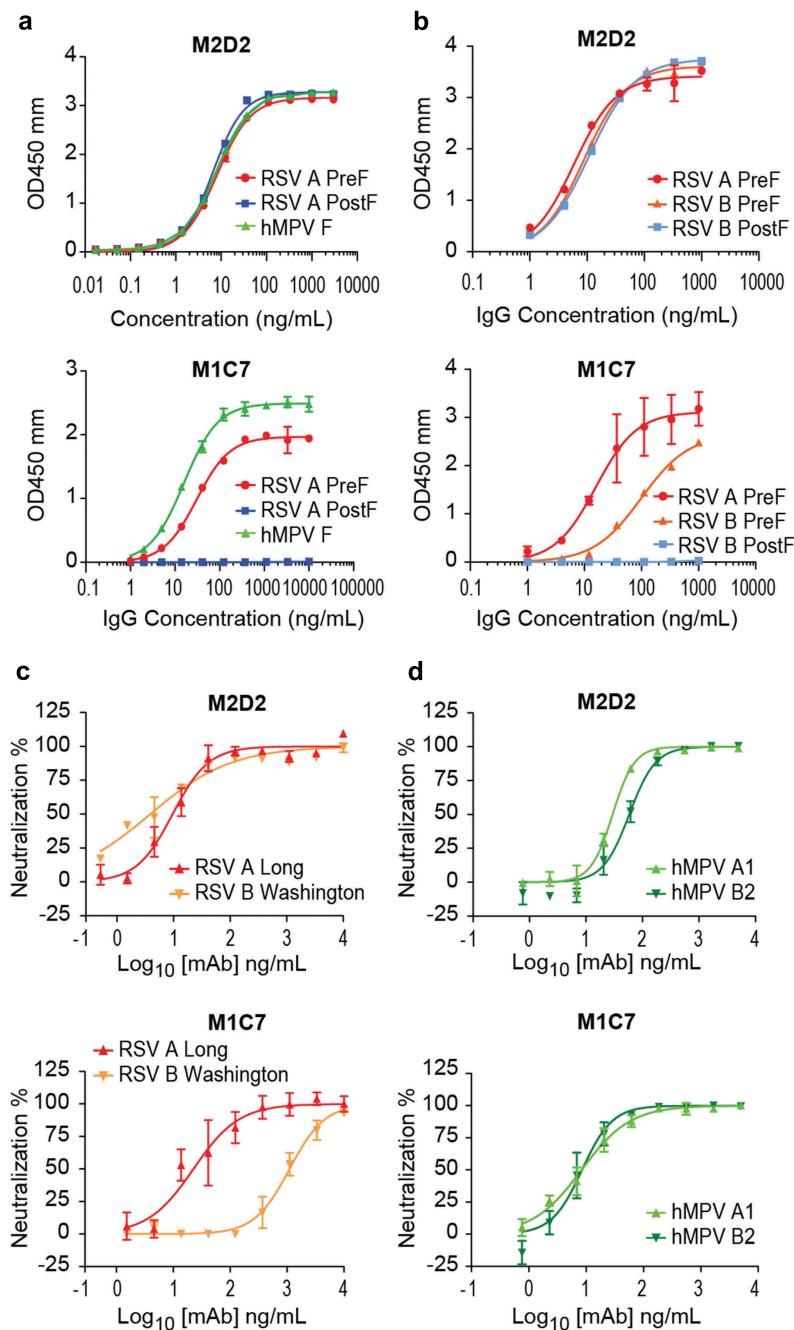 a
M2D2
4
3
2
1
0
OD450 mm
RSV A PreF
RSV A PostF
hMPV F
0.01 0.1 1 10 100 1000 10000
Concentration (ng/mL)
b
M2D2
4
3
2
1
0
OD450 mm
RSV A PreF
RSV B PreF
RSV B PostF
0.1 1 10 100 1000 10000
IgG Concentration (ng/mL)
M1C7
3
2
1
0
OD450 mm
RSV A PreF
RSV A PostF
hMPV F
0.1 1 10 100 1000 10000 100000
IgG Concentration (ng/mL)
M1C7
4
3
2
1
0
OD450 mm
RSV A PreF
RSV B PreF
RSV B PostF
0.1 1 10 100 1000 10000
IgG Concentration (ng/mL)
c
M2D2
125
100
75
50
25
0
-25
Neutralization %
RSV A Long
RSV B Washington
-1 0 1 2 3 4
Log10 [mAb] ng/mL
d
M2D2
125
100
75
50
25
0
-25
Neutralization %
hMPV A1
hMPV B2
-1 0 1 2 3 4
Log10 [mAb] ng/mL
M1C7
125
100
75
50
25
0
-25
Neutralization %
RSV A Long
RSV B Washington
0 1 2 3 4
Log10 [mAb] ng/mL
M1C7
125
100
75
50
25
0
-25
Neutralization %
hMPV A1
hMPV B2
-1 0 1 2 3 4
Log10 [mAb] ng/mL